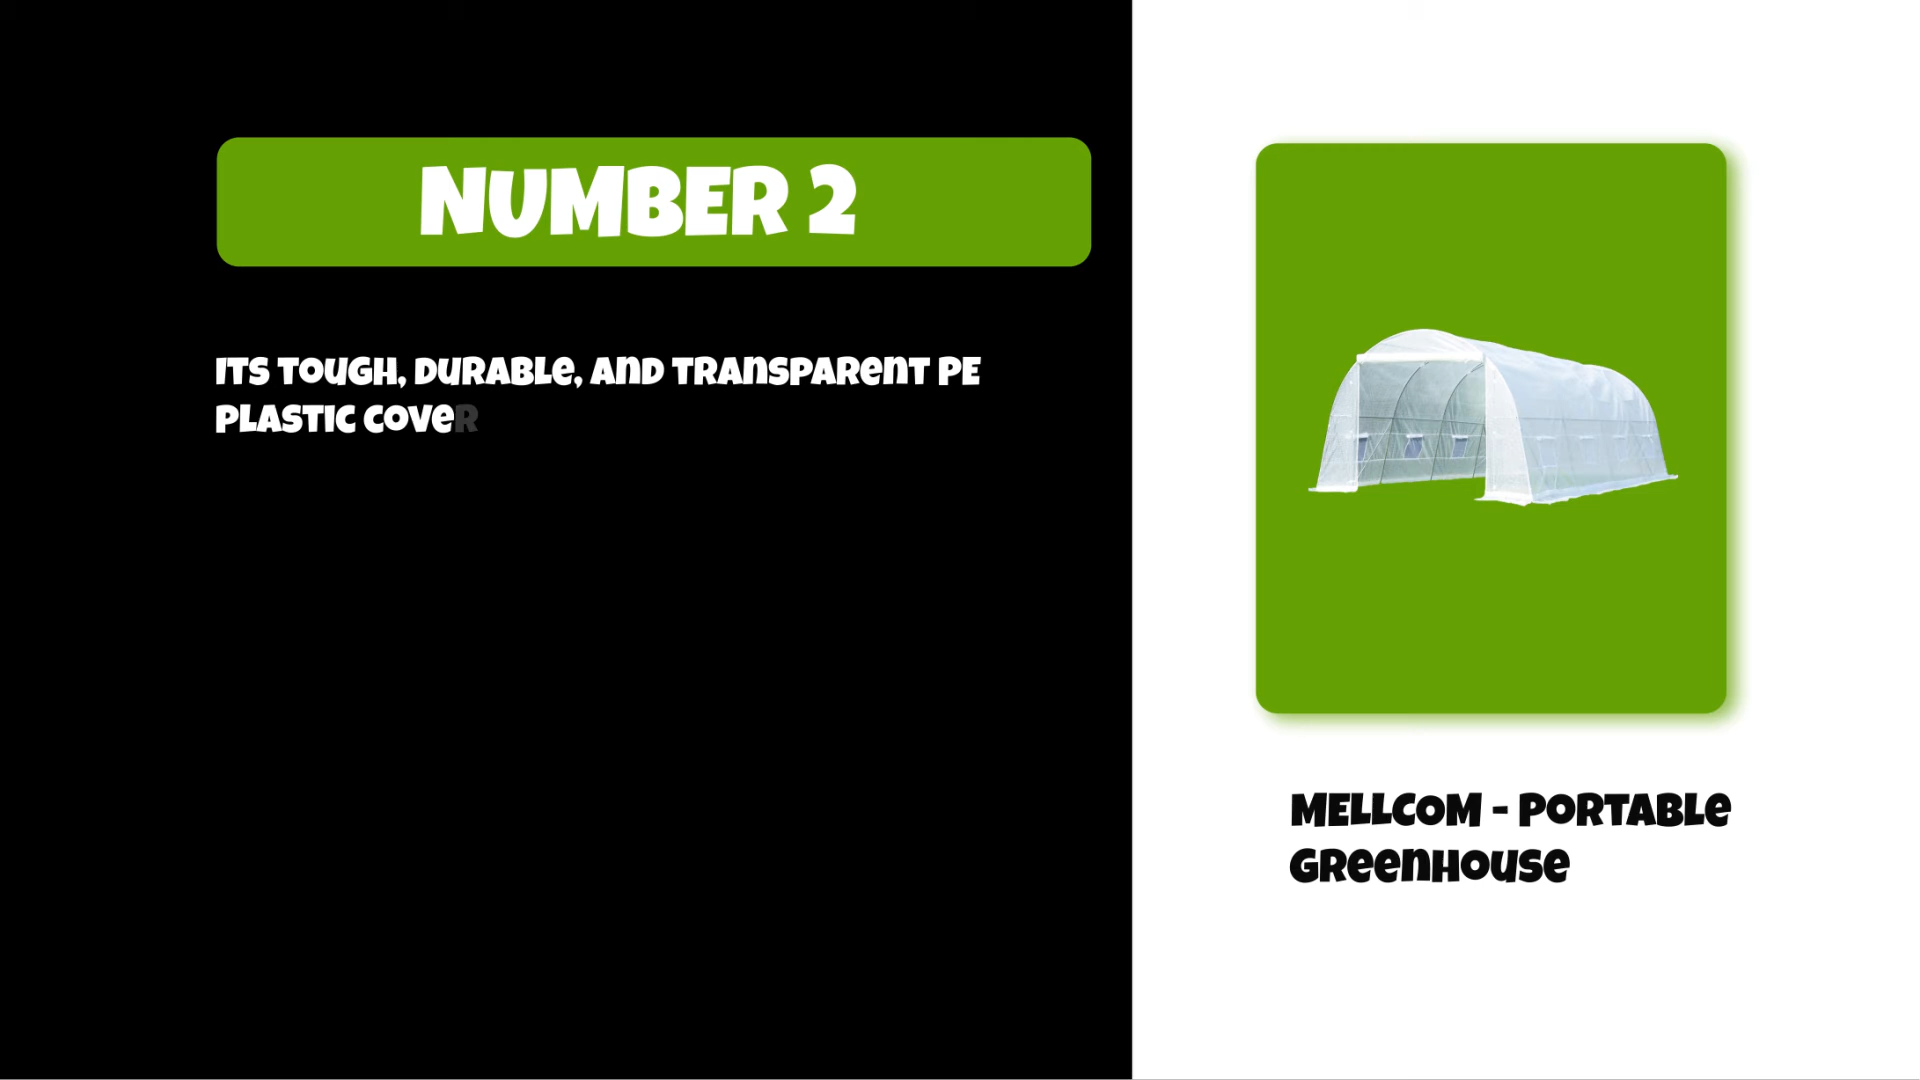 NUMBER 2
ITS TOUGH, DURABLE, AND TRANSPARENT PE
PLASTIC COVER
MELLCOM - PORTABLE
GREENHOUSE